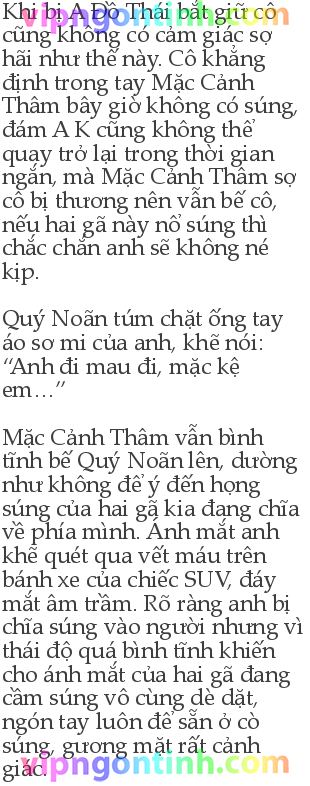 Khi bị A Đồ Thái bắt giữ cô
cũng không có cảm giác sợ
hãi như thế này. Cô khẳng
định trong tay Mặc Cảnh
Thâm bây giờ không có súng,
đám A K cũng không thể
quay trở lại trong thời gian
ngắn, mà Mặc Cảnh Thâm sợ
cô bị thương nên vẫn bế cô,
nếu hai gã này nổ súng thì
chắc chắn anh sẽ không né
kịp.
Quý Noãn túm chặt ống tay
áo sơ mi của anh, khẽ nói:
“Anh đi mau đi, mặc kệ
em…”
Mặc Cảnh Thâm vẫn bình
tĩnh bế Quý Noãn lên, dường
như không để ý đến họng
súng của hai gã kia đang chĩa
về phía mình. Ánh mắt anh
khẽ quét qua vết máu trên
bánh xe của chiếc SUV, đáy
mắt âm trầm. Rõ ràng anh bị
chĩa súng vào người nhưng vì
thái độ quá bình tĩnh khiến
cho ánh mắt của hai gã đang
cầm súng vô cùng dè dặt,
ngón tay luôn để sẵn ở cò
súng, gương mặt rất cảnh
giác.
vipngontinh.com
vipngontinh.com